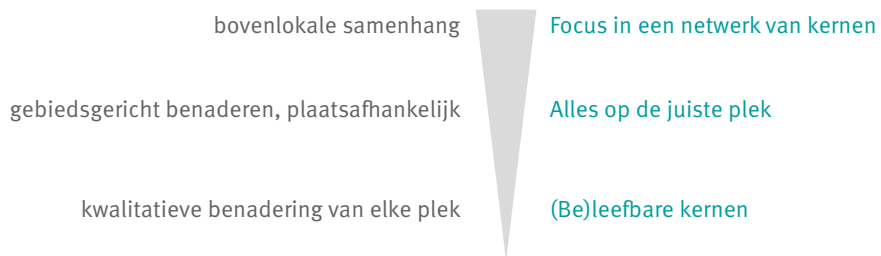 bovenlokale samenhang Focus in een netwerk van kernen
gebiedsgericht benaderen, plaatsafhankelijk Alles op de juiste plek
kwalitatieve benadering van elke plek (Be)leefbare kernen